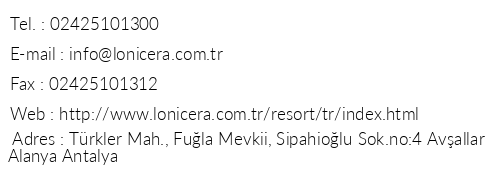 Tel. : 02425101300
E-mail : info@lonicera.com.tr
Fax : 02425101312
Web : http://www.lonicera.com.tr/resort/tr/index.html
Adres : Türkler Mah., Fuğla Mevkii, Sipahioğlu Sok.no:4 Avşallar
Alanya Antalya